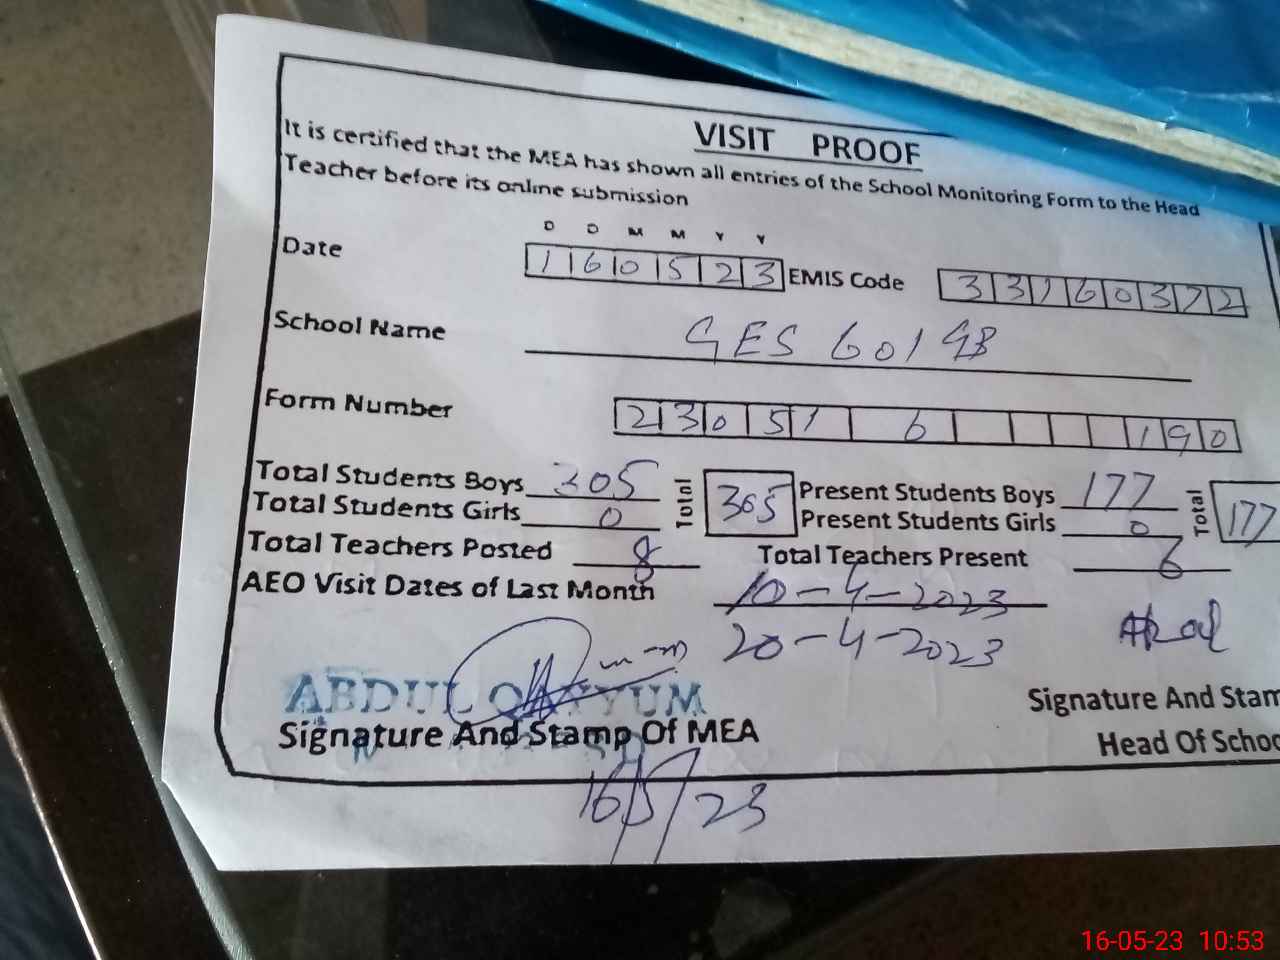 VISIT PROOF
It is certified that the MEA has shown all entries of the School Monitoring Form to the Head
Teacher before its online submission
D D M M Y Y
Date 160523 EMIS Code 33160372
School Name GES 601 GB
Form Number 23051 6 190
Total Students Boys 305 Total 305 Present Students Boys 177 Total 177
Total Students Girls 0 Present Students Girls 0
Total Teachers Posted 8 Total Teachers Present 6
AEO Visit Dates of Last Month 10-4-2023
20-4-2023
ABDUL QAYYUM
Signature And Stamp Of MEA
Signature And Stam
Head Of Schoo
16/5/23
16-05-23 10:53